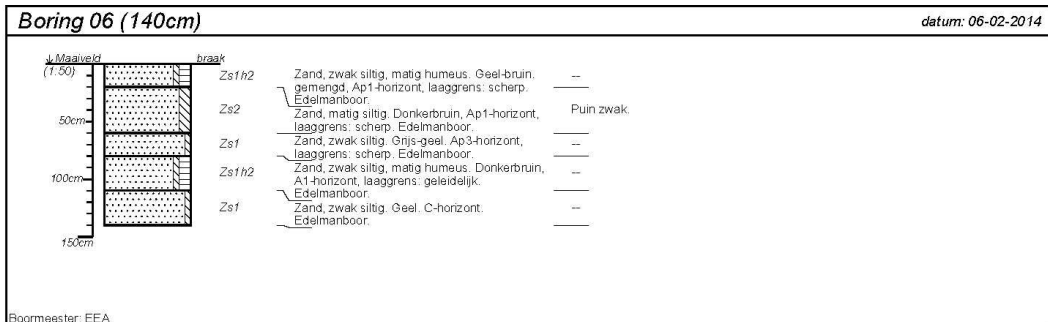 Boring 06 (140cm)
datum: 06-02-2014
Maaiveld
braak
(1:50)
Zs1h2
Zand, zwak siltig, matig humeus. Geel-bruin.
--
gemengd, Ap1-horizont, laaggrens: scherp.
Edelmanboor.
Zs2
Zand, matig siltig. Donkerbruin, Ap1-horizont,
Puin zwak.
50cm
laaggrens: scherp. Edelmanboor.
Zs1
Zand, zwak siltig. Grijs-geel. Ap3-horizont,
--
laaggrens: scherp. Edelmanboor.
Zs1h2
Zand, zwak siltig, matig humeus. Donkerbruin,
--
100cm
A1-horizont, laaggrens: geleidelijk.
Edelmanboor.
Zs1
Zand, zwak siltig. Geel. C-horizont.
--
Edelmanboor.
150cm
Boormeester: EEA